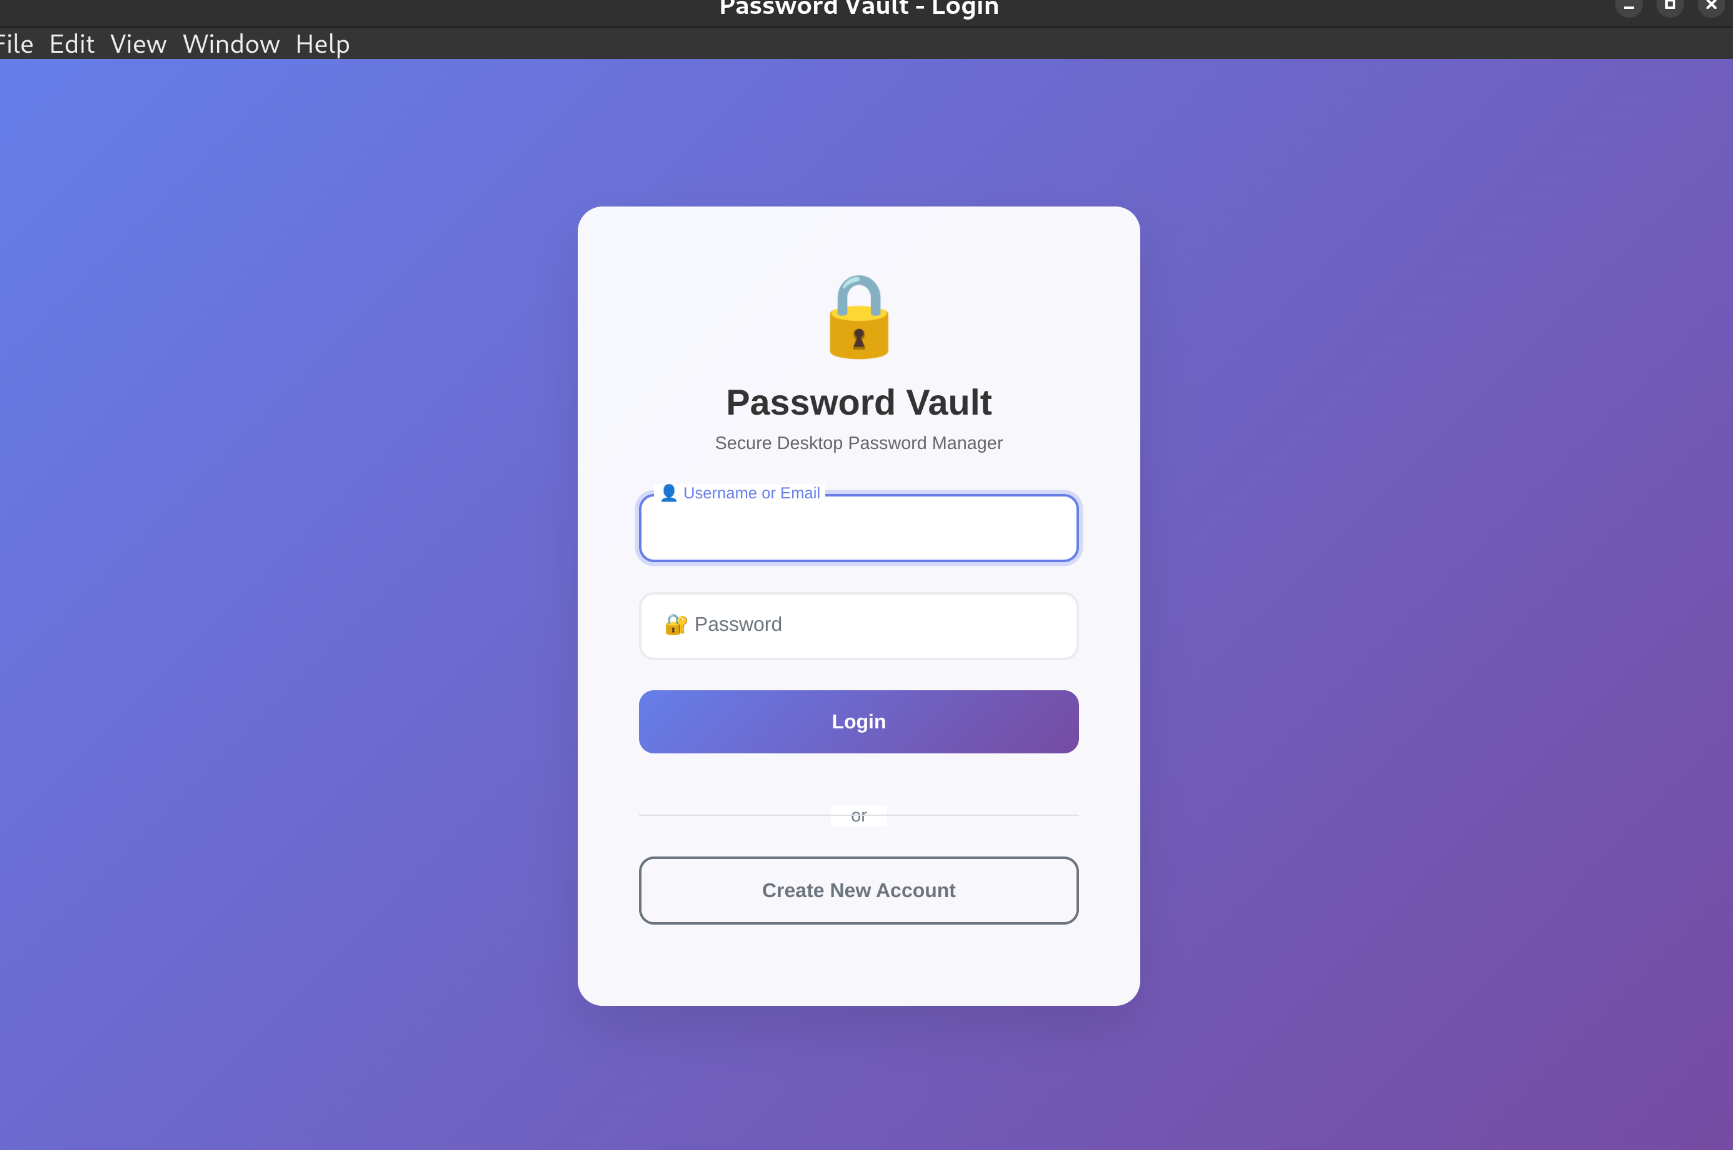 Password Vault - Login
File Edit View Window Help
Password Vault
Secure Desktop Password Manager
Username or Email
Password
Login
or
Create New Account